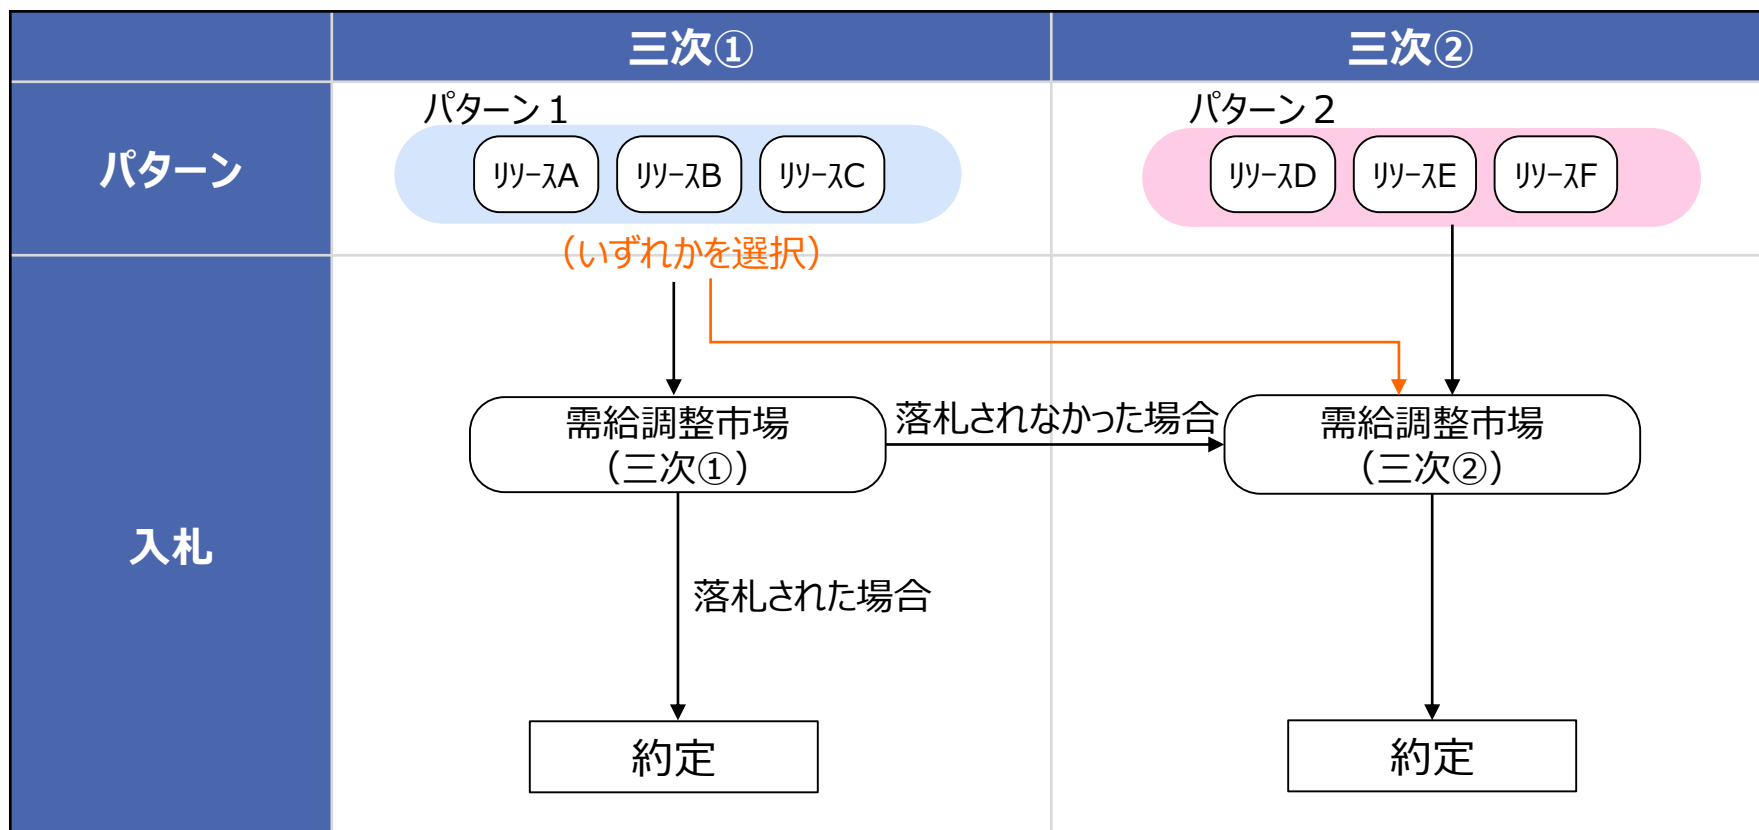 三次①
三次②
パターン
パターン１
ﾘｿｰｽA
ﾘｿｰｽB
ﾘｿｰｽC
（いずれかを選択）
パターン２
ﾘｿｰｽD
ﾘｿｰｽE
ﾘｿｰｽF
入札
需給調整市場
（三次①）
落札されなかった場合
需給調整市場
（三次②）
落札された場合
約定
約定